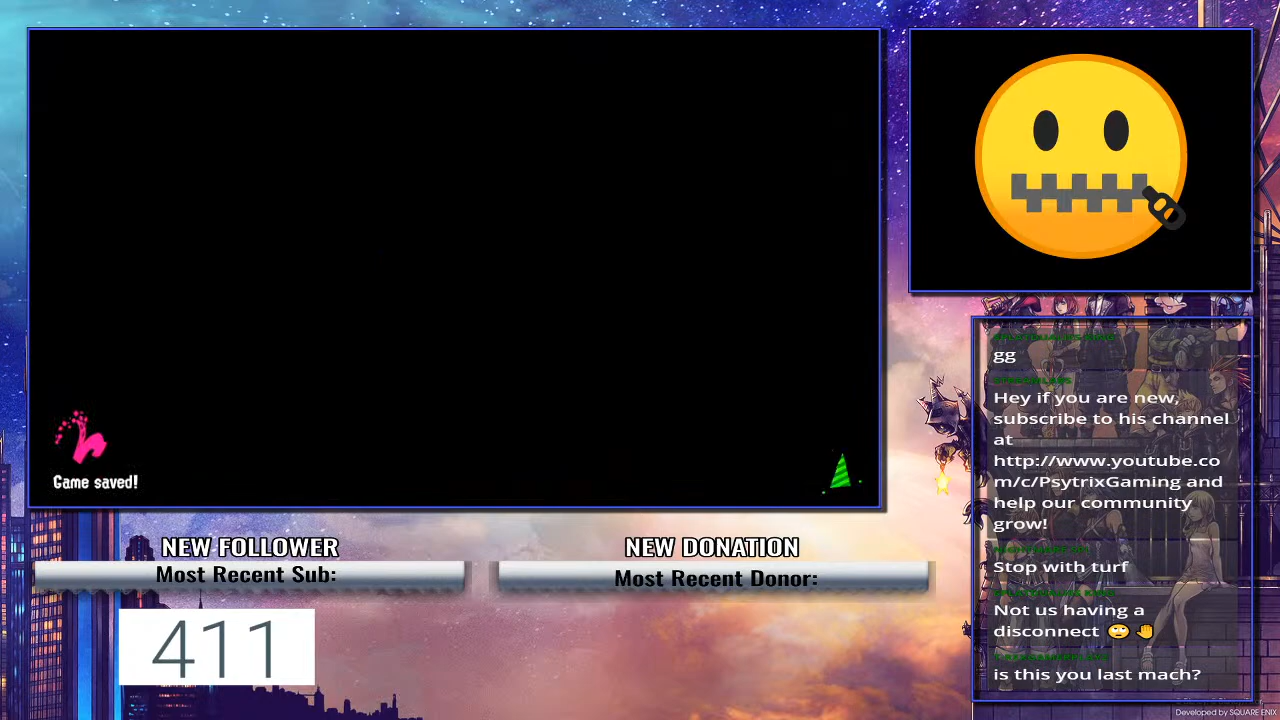 gg
Hey if you are new,
subscribe to his channel
at
http://www.youtube.co
m/c/PsytrixGaming and
help our community
grow!
Stop with turf
Not us having a
disconnect 🙄 🤚
is this you last mach?
Game saved!
NEW FOLLOWER
Most Recent Sub:
NEW DONATION
Most Recent Donor:
411
Developed by SQUARE ENIX